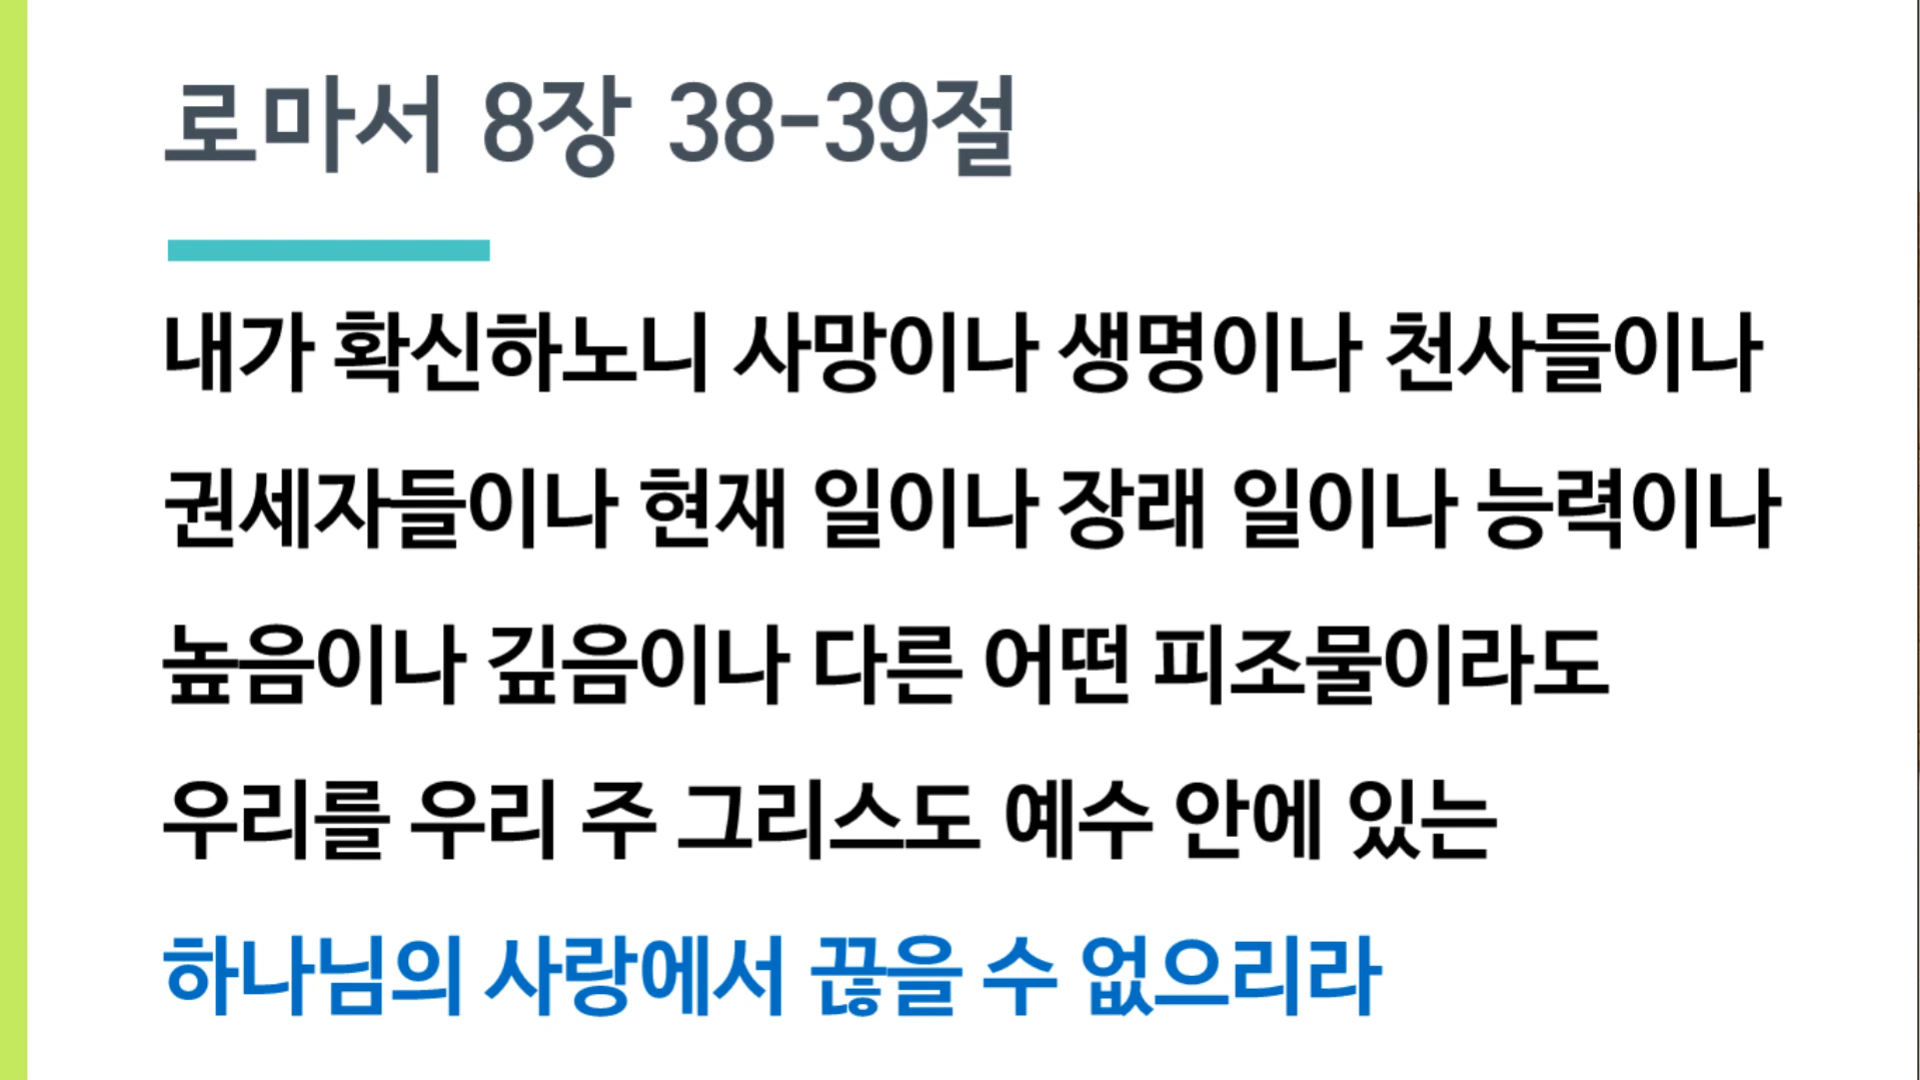 로마서 8장 38-39절
내가 확신하노니 사망이나 생명이나 천사들이나
권세자들이나 현재 일이나 장래 일이나 능력이나
높음이나 깊음이나 다른 어떤 피조물이라도
우리를 우리 주 그리스도 예수 안에 있는
하나님의 사랑에서 끊을 수 없으리라